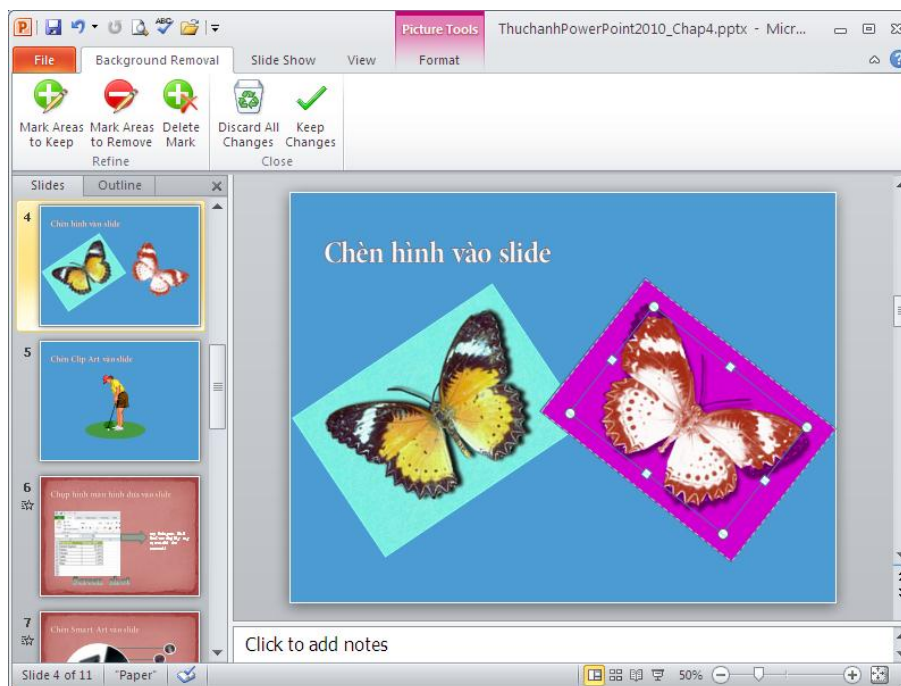 Picture Tools
ThuchanhPowerPoint2010_Chap4.pptx - Micr...
File
Background Removal
Slide Show
View
Format
Mark Areas to Keep
Mark Areas to Remove
Delete Mark
Discard All Changes
Keep Changes
Refine
Close
Slides
Outline
4
Chèn hình vào slide
5
Chèn Clip Art vào slide
6
Chụp hình màn hình đưa vào slide
Screen shot
7
Chèn Smart Art vào slide
Chèn hình vào slide
Click to add notes
Slide 4 of 11
"Paper"
50%